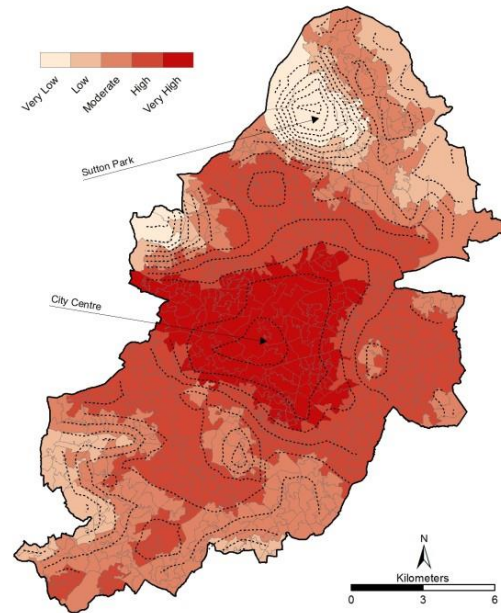 Very Low
Low
Moderate
High
Very High
Sutton Park
City Centre
N
Kilometers
0 3 6